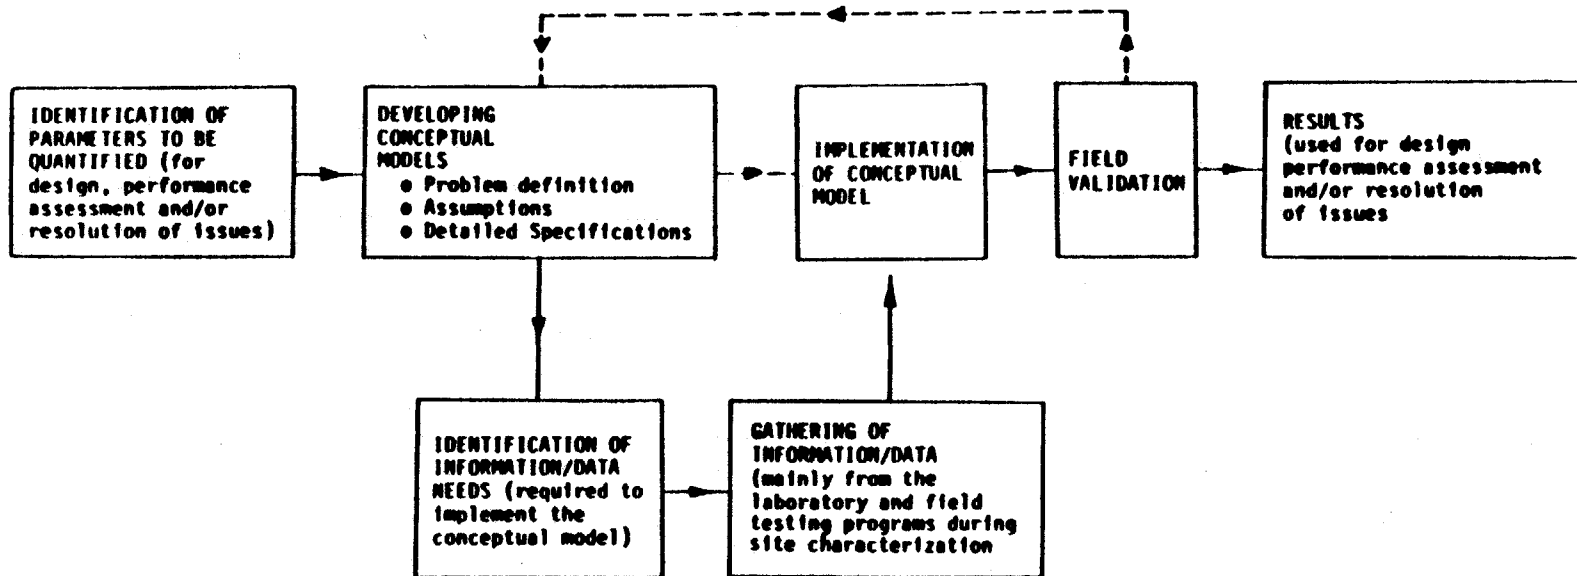 IDENTIFICATION OF
PARAMETERS TO BE
QUANTIFIED (for
design, performance
assessment and/or
resolution of issues)
DEVELOPING
CONCEPTUAL
MODELS
● Problem definition
● Assumptions
● Detailed Specifications
IMPLEMENTATION
OF CONCEPTUAL
MODEL
FIELD
VALIDATION
RESULTS
(used for design
performance assessment
and/or resolution
of issues
IDENTIFICATION OF
INFORMATION/DATA
NEEDS (required to
implement the
conceptual model)
GATHERING OF
INFORMATION/DATA
(mainly from the
laboratory and field
testing programs during
site characterization